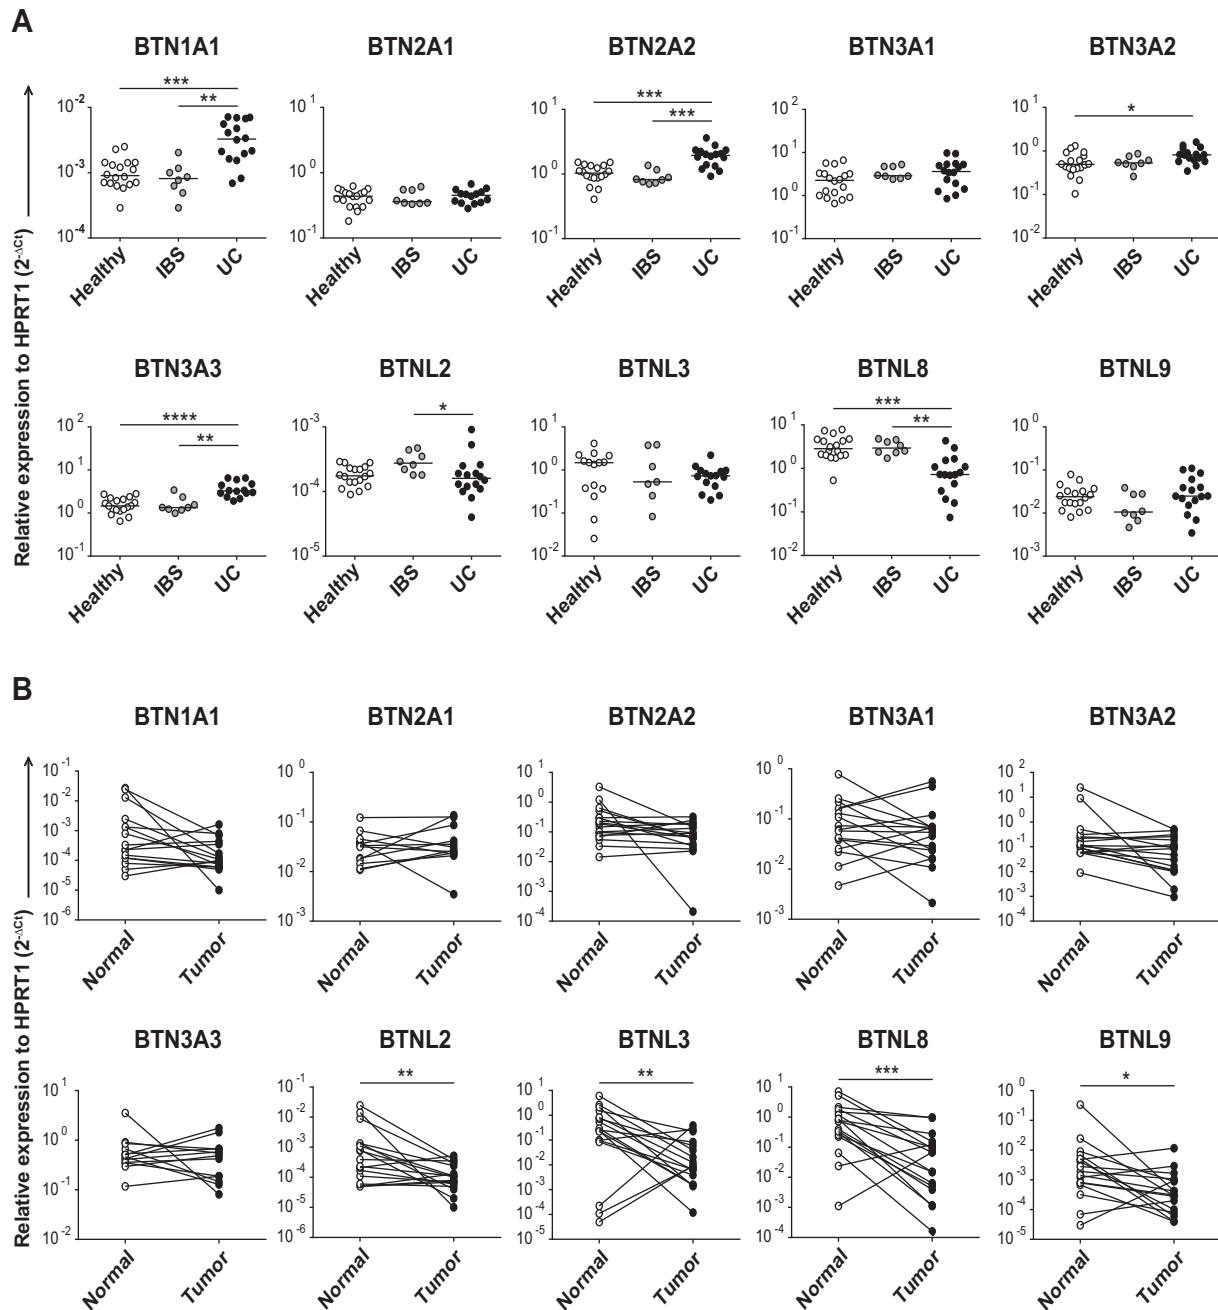 A
BTN1A1 BTN2A1 BTN2A2 BTN3A1 BTN3A2
*** ** *** *** *
10^-2 10^-3 10^-4
10^1 10^0 10^-1
10^1 10^0 10^-1
10^2 10^1 10^0 10^-1
10^1 10^0 10^-1 10^-2
Healthy IBS UC Healthy IBS UC Healthy IBS UC Healthy IBS UC Healthy IBS UC
Relative expression to HPRT1 (2^-ΔCt)
BTN3A3 BTNL2 BTNL3 BTNL8 BTNL9
**** ** * *** **
10^2 10^1 10^0 10^-1
10^-3 10^-4 10^-5
10^1 10^0 10^-1 10^-2
10^1 10^0 10^-1 10^-2
10^0 10^-1 10^-2 10^-3
Healthy IBS UC Healthy IBS UC Healthy IBS UC Healthy IBS UC Healthy IBS UC
B
BTN1A1 BTN2A1 BTN2A2 BTN3A1 BTN3A2
10^-1 10^-2 10^-3 10^-4 10^-5 10^-6
10^0 10^-1 10^-2 10^-3
10^1 10^0 10^-1 10^-2 10^-3 10^-4
10^0 10^-1 10^-2 10^-3
10^2 10^1 10^0 10^-1 10^-2 10^-3 10^-4
Normal Tumor Normal Tumor Normal Tumor Normal Tumor Normal Tumor
Relative expression to HPRT1 (2^-ΔCt)
BTN3A3 BTNL2 BTNL3 BTNL8 BTNL9
** ** *** *
10^1 10^0 10^-1 10^-2
10^-1 10^-2 10^-3 10^-4 10^-5 10^-6
10^1 10^0 10^-1 10^-2 10^-3 10^-4 10^-5
10^1 10^0 10^-1 10^-2 10^-3 10^-4
10^0 10^-1 10^-2 10^-3 10^-4 10^-5
Normal Tumor Normal Tumor Normal Tumor Normal Tumor Normal Tumor